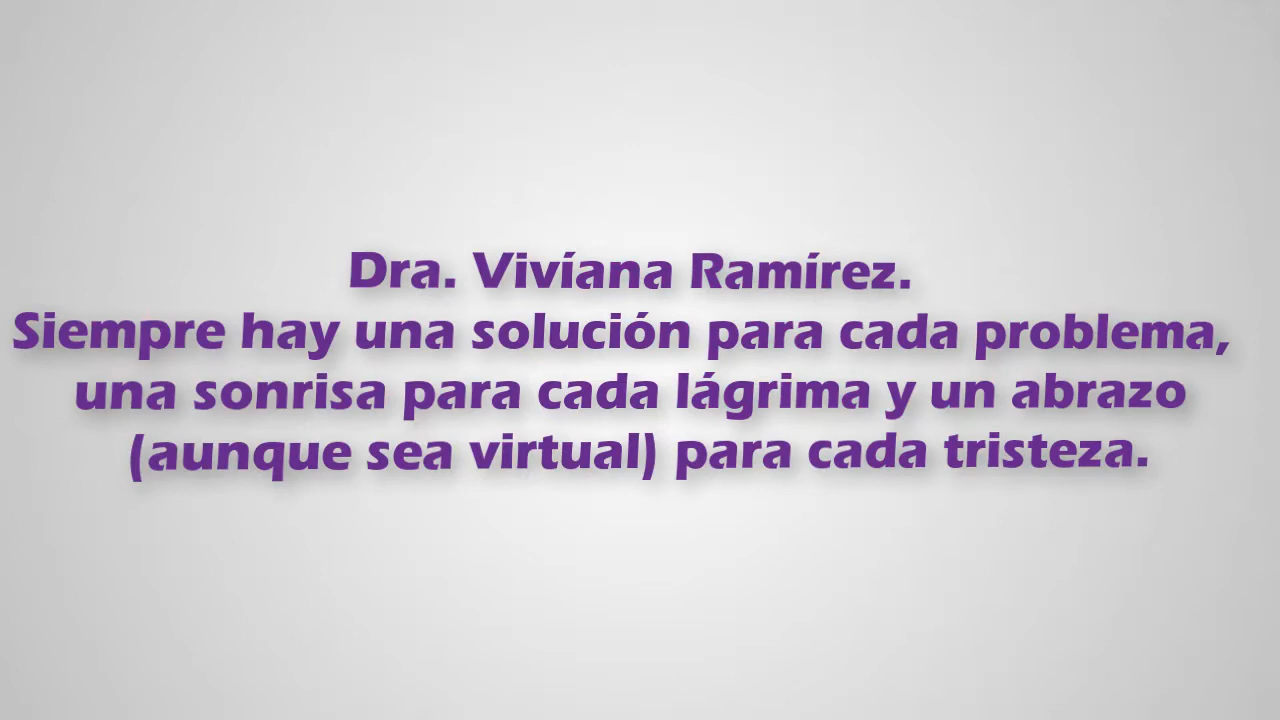 Dra. Vivíana Ramírez.
Siempre hay una solución para cada problema,
una sonrisa para cada lágrima y un abrazo
(aunque sea virtual) para cada tristeza.